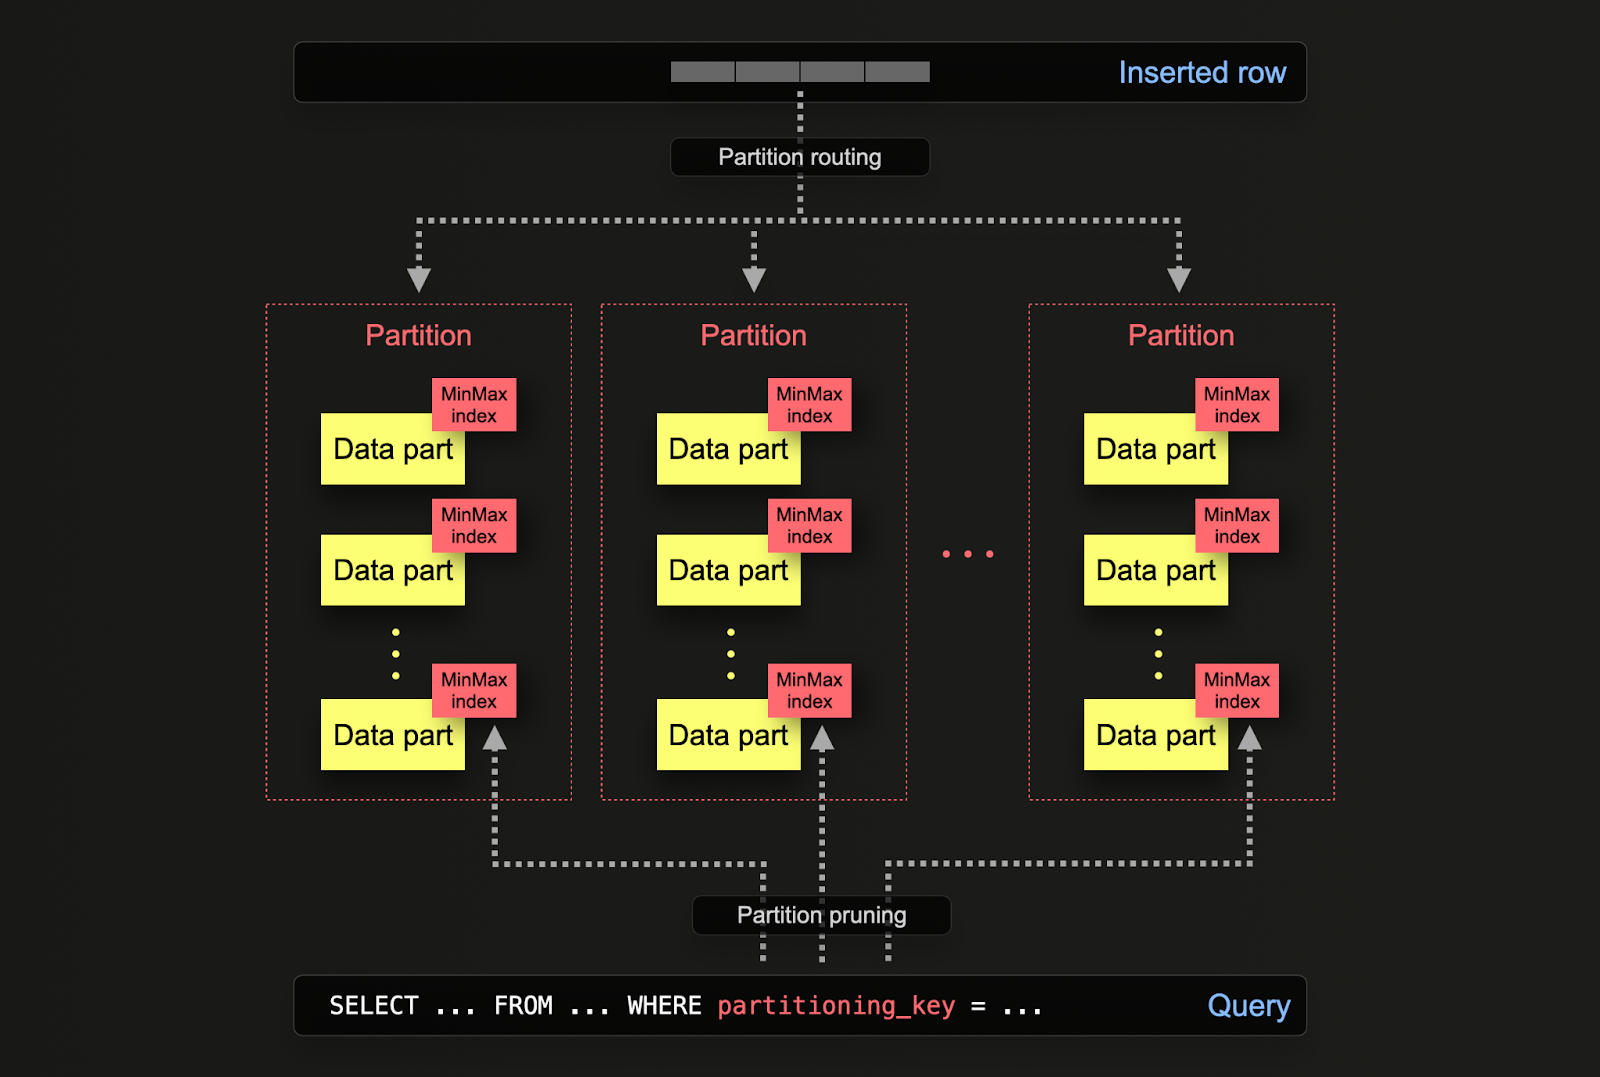 Inserted row
Partition routing
Partition
Partition
Partition
MinMax
index
Data part
MinMax
index
Data part
MinMax
index
Data part
MinMax
index
Data part
MinMax
index
Data part
MinMax
index
Data part
...
MinMax
index
Data part
MinMax
index
Data part
MinMax
index
Data part
Partition pruning
SELECT ... FROM ... WHERE partitioning_key = ...
Query